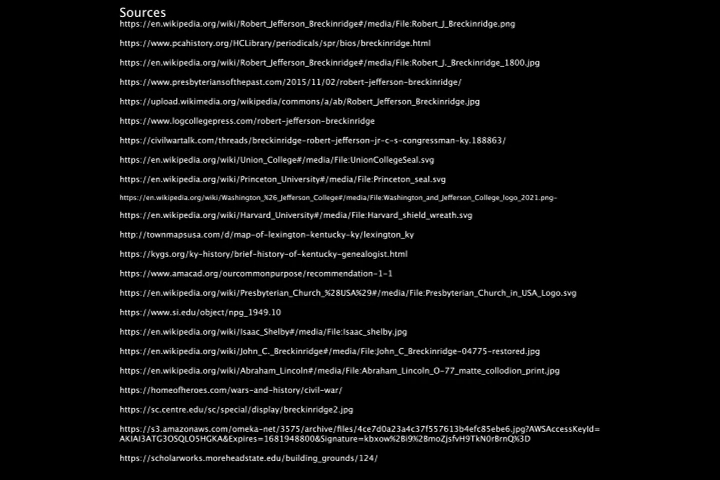 Sources
https://en.wikipedia.org/wiki/Robert_Jefferson_Breckinridge#/media/File:Robert_J_Breckinridge.png
https://www.pcahistory.org/HCLibrary/periodicals/spr/bios/breckinridge.html
https://en.wikipedia.org/wiki/Robert_Jefferson_Breckinridge#/media/File:Robert_J._Breckinridge_1800.jpg
https://www.presbyteriansofthepast.com/2015/11/02/robert-jefferson-breckinridge/
https://upload.wikimedia.org/wikipedia/commons/a/ab/Robert_Jefferson_Breckinridge.jpg
https://www.logcollegepress.com/robert-jefferson-breckinridge
https://civilwartalk.com/threads/breckinridge-robert-jefferson-jr-c-s-congressman-ky.188863/
https://en.wikipedia.org/wiki/Union_College#/media/File:UnionCollegeSeal.svg
https://en.wikipedia.org/wiki/Princeton_University#/media/File:Princeton_seal.svg
https://en.wikipedia.org/wiki/Washington_%26_Jefferson_College#/media/File:Washington_and_Jefferson_College_logo_2021.png-
https://en.wikipedia.org/wiki/Harvard_University#/media/File:Harvard_shield_wreath.svg
http://townmapsusa.com/d/map-of-lexington-kentucky-ky/lexington_ky
https://kygs.org/ky-history/brief-history-of-kentucky-genealogist.html
https://www.amacad.org/ourcommonpurpose/recommendation-1-1
https://en.wikipedia.org/wiki/Presbyterian_Church_%28USA%29#/media/File:Presbyterian_Church_in_USA_Logo.svg
https://www.si.edu/object/npg_1949.10
https://en.wikipedia.org/wiki/Isaac_Shelby#/media/File:Isaac_shelby.jpg
https://en.wikipedia.org/wiki/John_C._Breckinridge#/media/File:John_C_Breckinridge-04775-restored.jpg
https://en.wikipedia.org/wiki/Abraham_Lincoln#/media/File:Abraham_Lincoln_O-77_matte_collodion_print.jpg
https://homeofheroes.com/wars-and-history/civil-war/
https://sc.centre.edu/sc/special/display/breckinridge2.jpg
https://s3.amazonaws.com/omeka-net/3575/archive/files/4ce7d0a23a4c37f557613b4efc85ebe6.jpg?AWSAccessKeyId=
AKIAI3ATG3OSQLO5HGKA&Expires=1681948800&Signature=kbxow%2Bi9%2BmoZjsfvH9TkN0rBrnQ%3D
https://scholarworks.moreheadstate.edu/building_grounds/124/